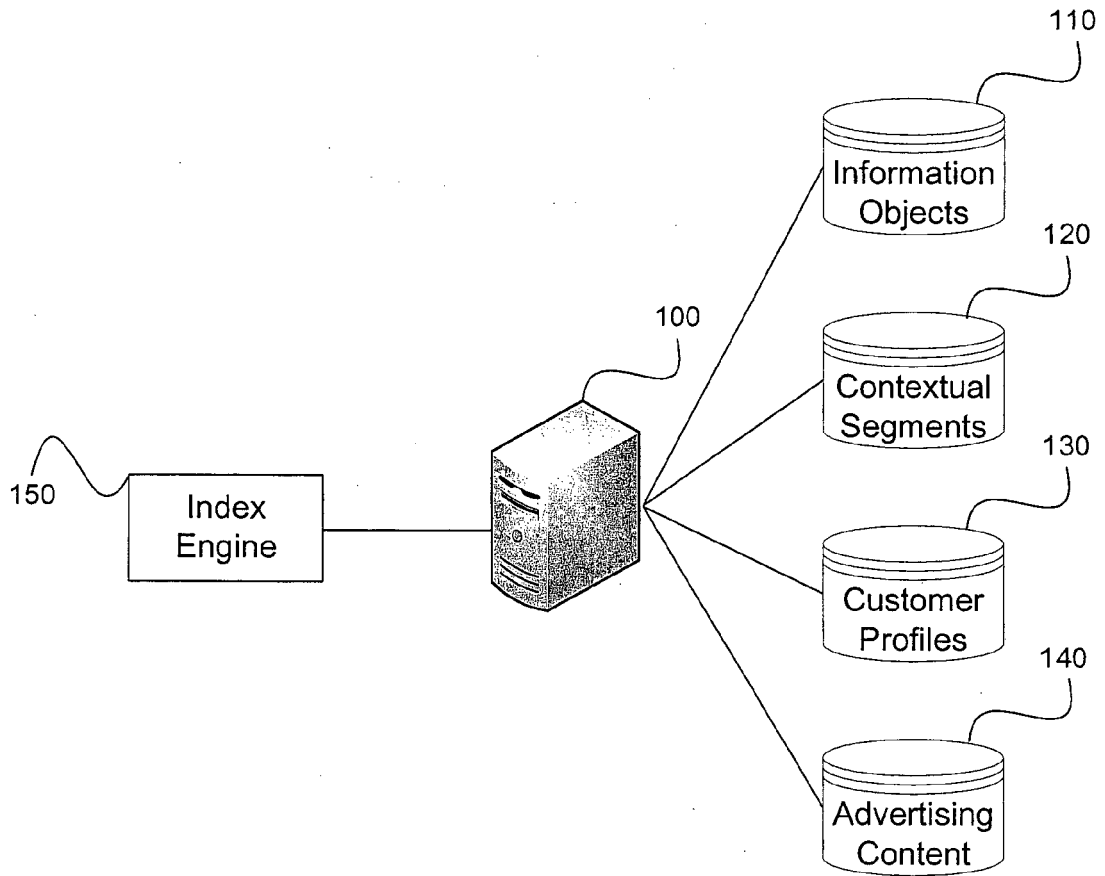 110
Information
Objects
120
Contextual
Segments
100
130
Customer
Profiles
150
Index
Engine
140
Advertising
Content